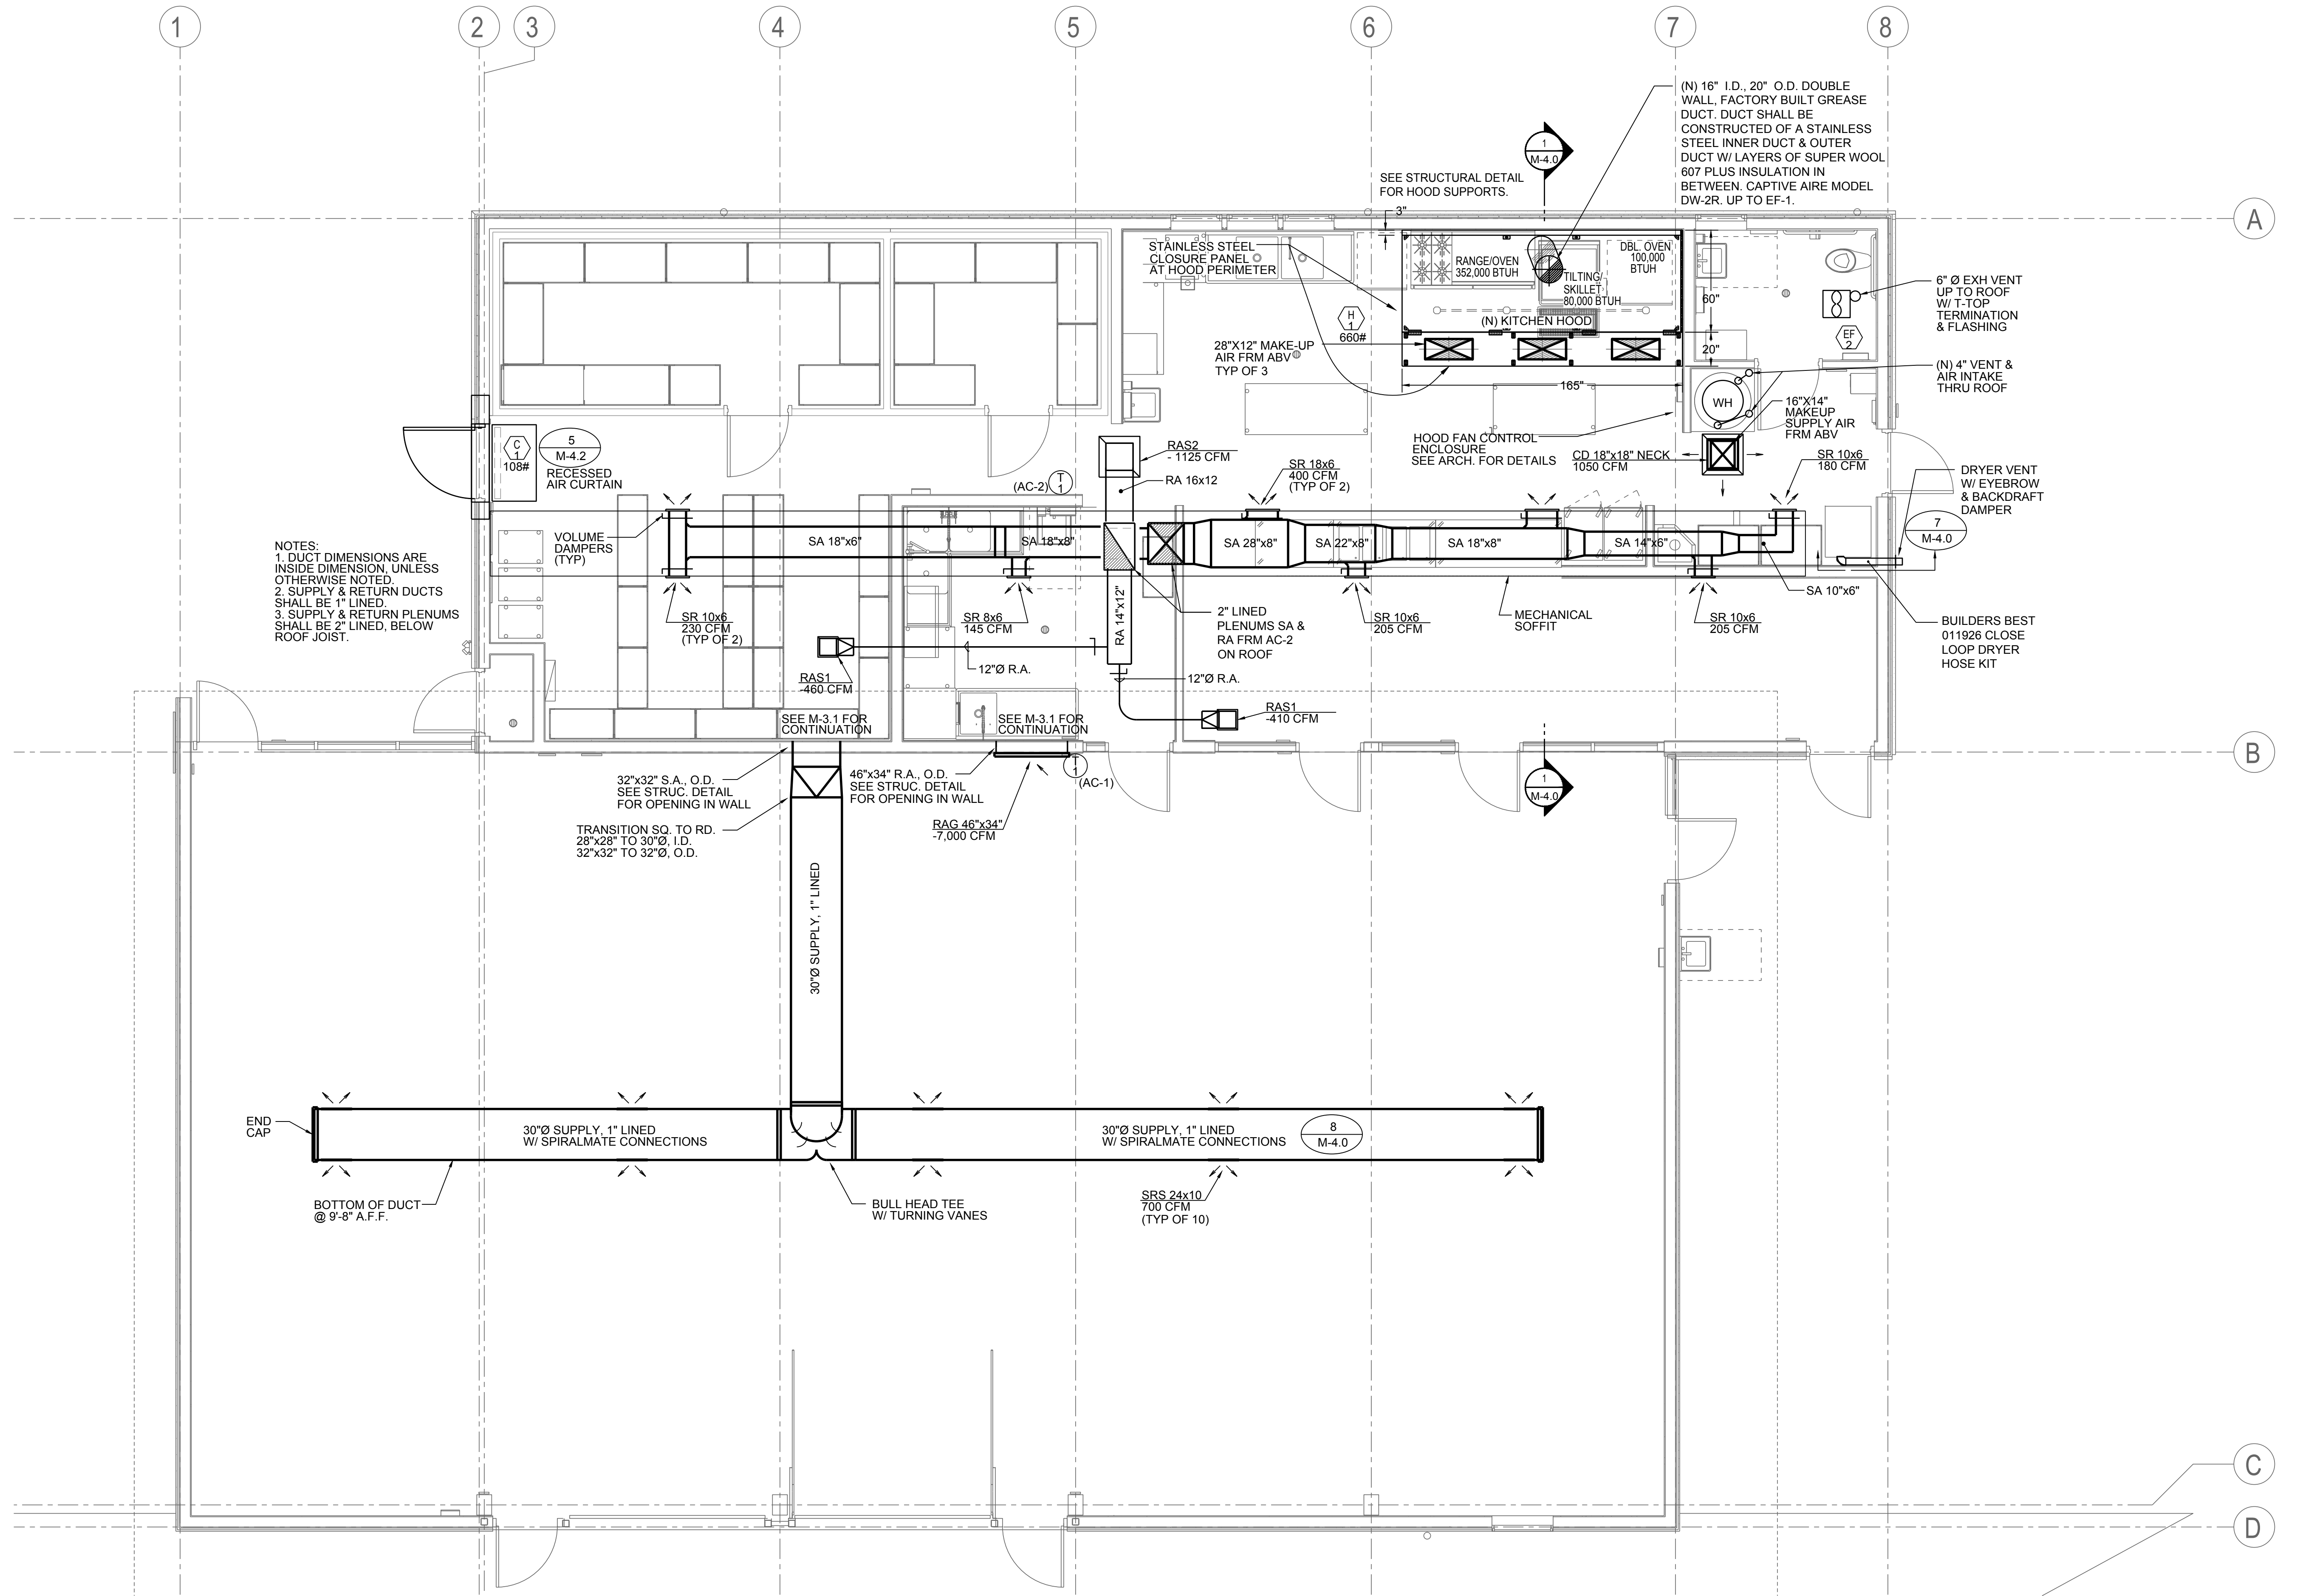 1
2
3
4
5
6
7
8
(N) 16" I.D., 20" O.D. DOUBLE
WALL, FACTORY BUILT GREASE
DUCT. DUCT SHALL BE
CONSTRUCTED OF A STAINLESS
STEEL INNER DUCT & OUTER
DUCT W/ LAYERS OF SUPER WOOL
607 PLUS INSULATION IN
BETWEEN. CAPTIVE AIRE MODEL
DW-2R. UP TO EF-1.
1
M-4.0
SEE STRUCTURAL DETAIL
FOR HOOD SUPPORTS.
3"
A
STAINLESS STEEL
CLOSURE PANEL
AT HOOD PERIMETER
RANGE/OVEN
352,000 BTUH
DBL. OVEN
100,000
BTUH
TILTING
SKILLET
80,000 BTUH
60"
20"
(N) KITCHEN HOOD
H
1
660#
6" Ø EXH VENT
UP TO ROOF
W/ T-TOP
TERMINATION
& FLASHING
EF
2
28"X12" MAKE-UP
AIR FRM ABV
TYP OF 3
165"
(N) 4" VENT &
AIR INTAKE
THRU ROOF
WH
16"X14"
MAKEUP
SUPPLY AIR
FRM ABV
HOOD FAN CONTROL
ENCLOSURE
SEE ARCH. FOR DETAILS
CD 18"x18" NECK
1050 CFM
C
1
108#
5
M-4.2
RECESSED
AIR CURTAIN
RAS2
- 1125 CFM
RA 16x12
(AC-2)
T
1
SR 18x6
400 CFM
(TYP OF 2)
SR 10x6
180 CFM
DRYER VENT
W/ EYEBROW
& BACKDRAFT
DAMPER
7
M-4.0
VOLUME
DAMPERS
(TYP)
SA 18"x6"
SA 18"x8"
SA 28"x8"
SA 22"x8"
SA 18"x8"
SA 14"x6"
SA 10"x6"
NOTES:
1. DUCT DIMENSIONS ARE
INSIDE DIMENSION, UNLESS
OTHERWISE NOTED.
2. SUPPLY & RETURN DUCTS
SHALL BE 1" LINED.
3. SUPPLY & RETURN PLENUMS
SHALL BE 2" LINED, BELOW
ROOF JOIST.
SR 10x6
230 CFM
(TYP OF 2)
SR 8x6
145 CFM
RA 14"x12"
2" LINED
PLENUMS SA &
RA FRM AC-2
ON ROOF
SR 10x6
205 CFM
MECHANICAL
SOFFIT
SR 10x6
205 CFM
BUILDERS BEST
011926 CLOSE
LOOP DRYER
HOSE KIT
RAS1
-460 CFM
12"Ø R.A.
12"Ø R.A.
RAS1
-410 CFM
SEE M-3.1 FOR
CONTINUATION
SEE M-3.1 FOR
CONTINUATION
B
32"x32" S.A., O.D.
SEE STRUC. DETAIL
FOR OPENING IN WALL
46"x34" R.A., O.D.
SEE STRUC. DETAIL
FOR OPENING IN WALL
T
1
(AC-1)
1
M-4.0
TRANSITION SQ. TO RD.
28"x28" TO 30"Ø, I.D.
32"x32" TO 32"Ø, O.D.
RAG 46"x34"
-7,000 CFM
30"Ø SUPPLY, 1" LINED
END
CAP
30"Ø SUPPLY, 1" LINED
W/ SPIRALMATE CONNECTIONS
30"Ø SUPPLY, 1" LINED
W/ SPIRALMATE CONNECTIONS
8
M-4.0
BOTTOM OF DUCT
@ 9'-8" A.F.F.
BULL HEAD TEE
W/ TURNING VANES
SRS 24x10
700 CFM
(TYP OF 10)
C
D